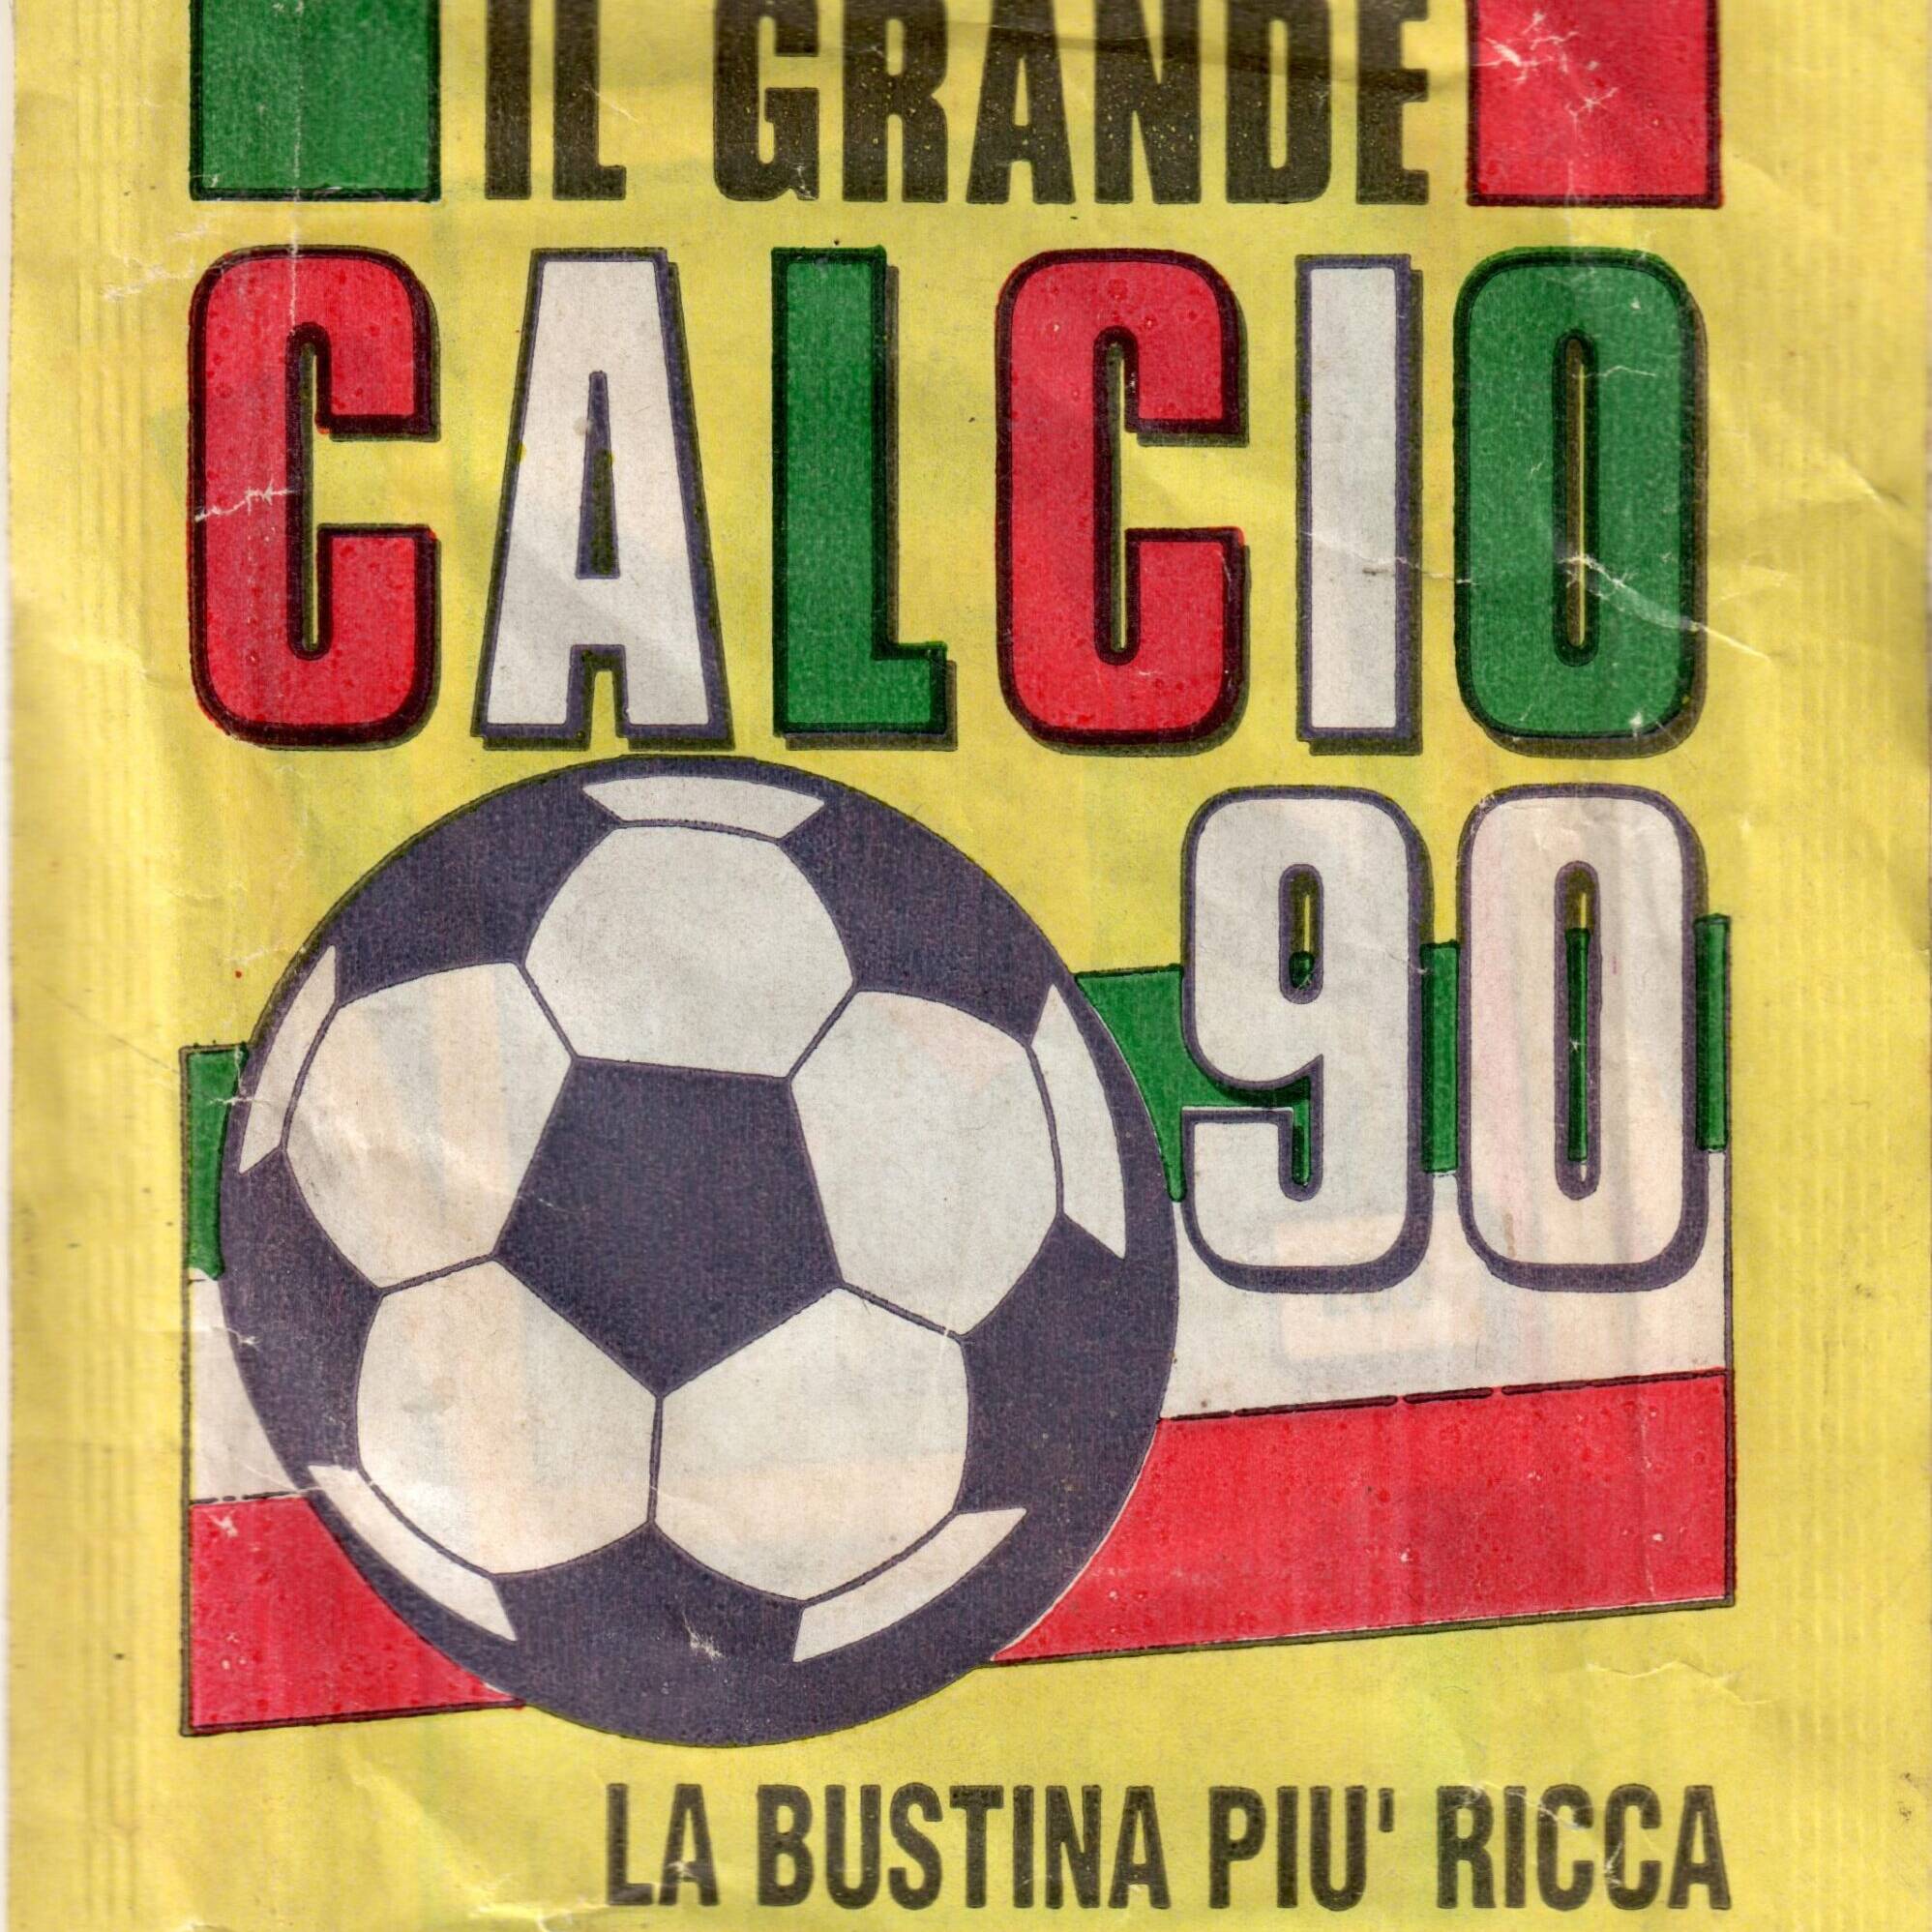 IL GRANDE
CALCIO
90
LA BUSTINA PIU' RICCA